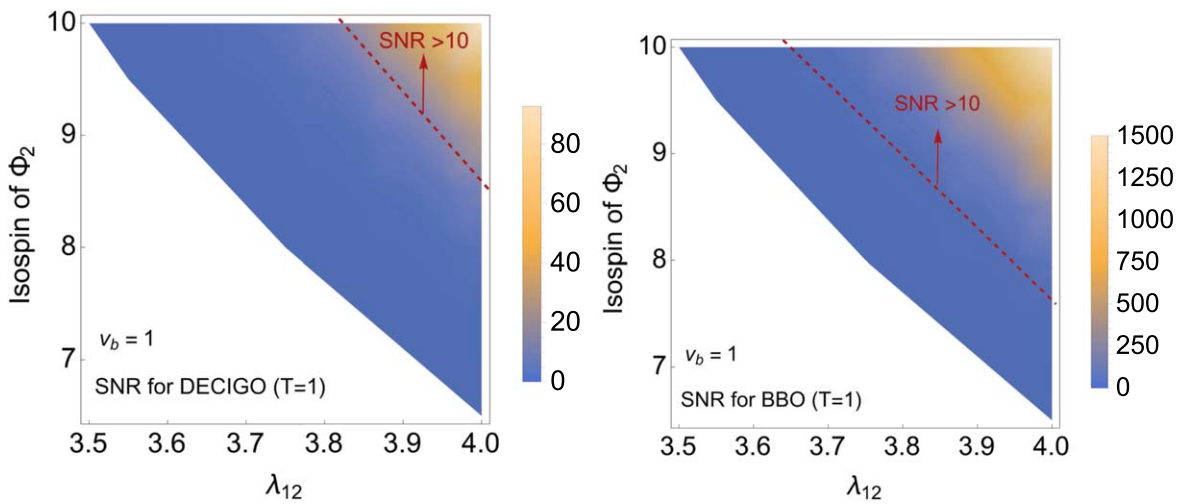 10
9
8
7
Isospin of Φ₂
SNR >10
v_b = 1
SNR for DECIGO (T=1)
3.5 3.6 3.7 3.8 3.9 4.0
λ₁₂
80
60
40
20
0
10
9
8
7
Isospin of Φ₂
SNR >10
v_b = 1
SNR for BBO (T=1)
3.5 3.6 3.7 3.8 3.9 4.0
λ₁₂
1500
1250
1000
750
500
250
0